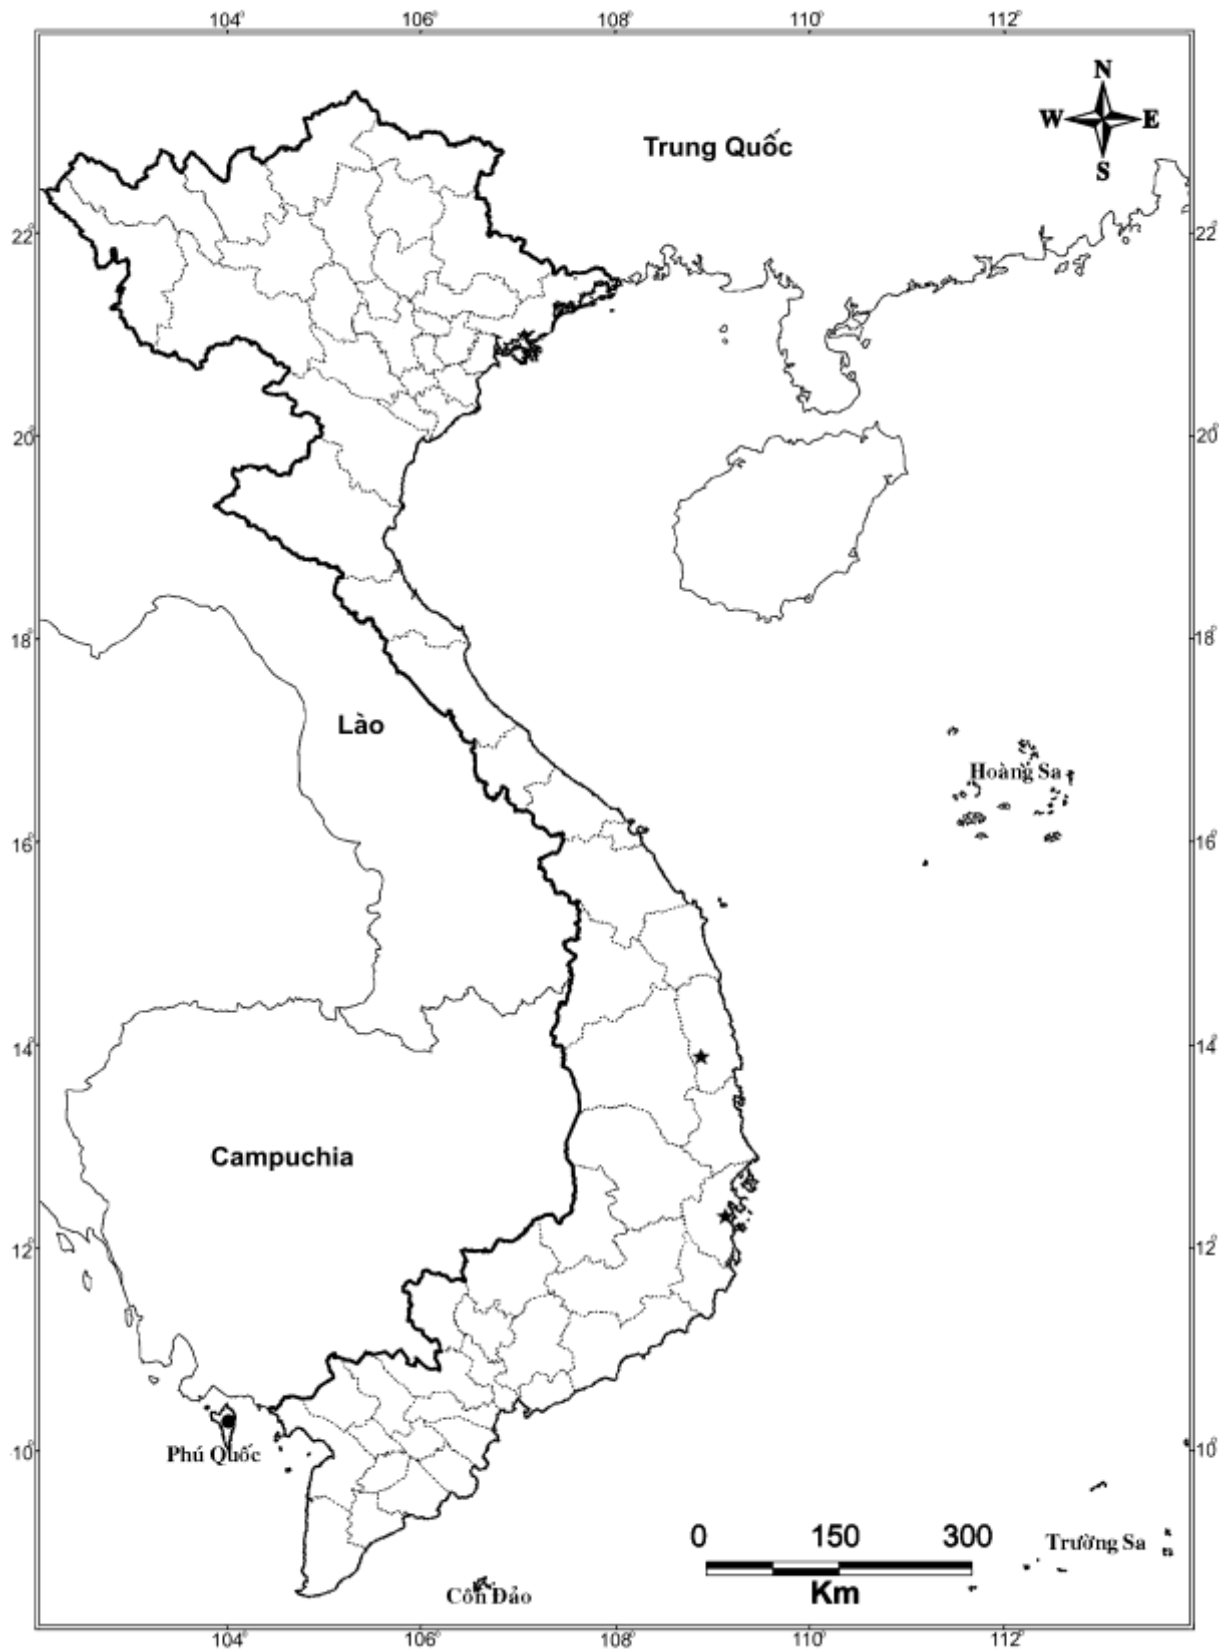 104° 106° 108° 110° 112°
N
W E
S
Trung Quốc
22° 22°
20° 20°
18° 18°
Lào
Hoàng Sa
16° 16°
14° 14°
Campuchia
12° 12°
10° 10°
Phú Quốc
0 150 300
Km
Trường Sa
Côn Dảo
104° 106° 108° 110° 112°